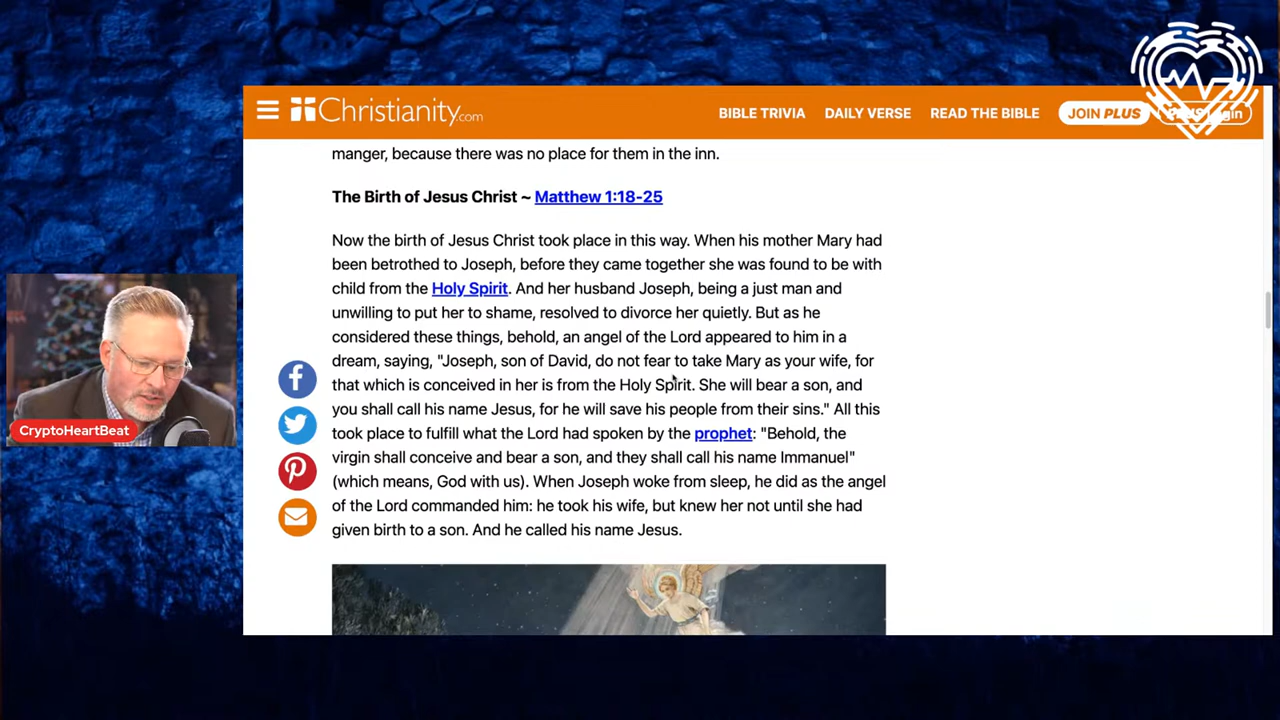 Christianity.com
BIBLE TRIVIA DAILY VERSE READ THE BIBLE JOIN PLUS
manger, because there was no place for them in the inn.
The Birth of Jesus Christ ~ Matthew 1:18-25
Now the birth of Jesus Christ took place in this way. When his mother Mary had
been betrothed to Joseph, before they came together she was found to be with
child from the Holy Spirit. And her husband Joseph, being a just man and
unwilling to put her to shame, resolved to divorce her quietly. But as he
considered these things, behold, an angel of the Lord appeared to him in a
dream, saying, "Joseph, son of David, do not fear to take Mary as your wife, for
that which is conceived in her is from the Holy Spirit. She will bear a son, and
you shall call his name Jesus, for he will save his people from their sins." All this
took place to fulfill what the Lord had spoken by the prophet: "Behold, the
virgin shall conceive and bear a son, and they shall call his name Immanuel"
(which means, God with us). When Joseph woke from sleep, he did as the angel
of the Lord commanded him: he took his wife, but knew her not until she had
given birth to a son. And he called his name Jesus.
CryptoHeartBeat